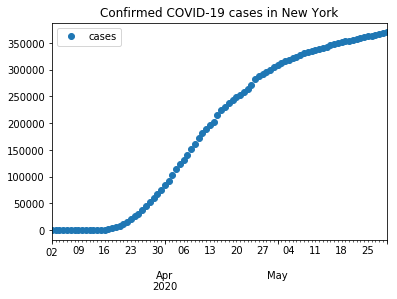 Confirmed COVID-19 cases in New York
cases
350000
300000
250000
200000
150000
100000
50000
0
02 09 16 23 30 06 13 20 27 04 11 18 25
Apr May
2020